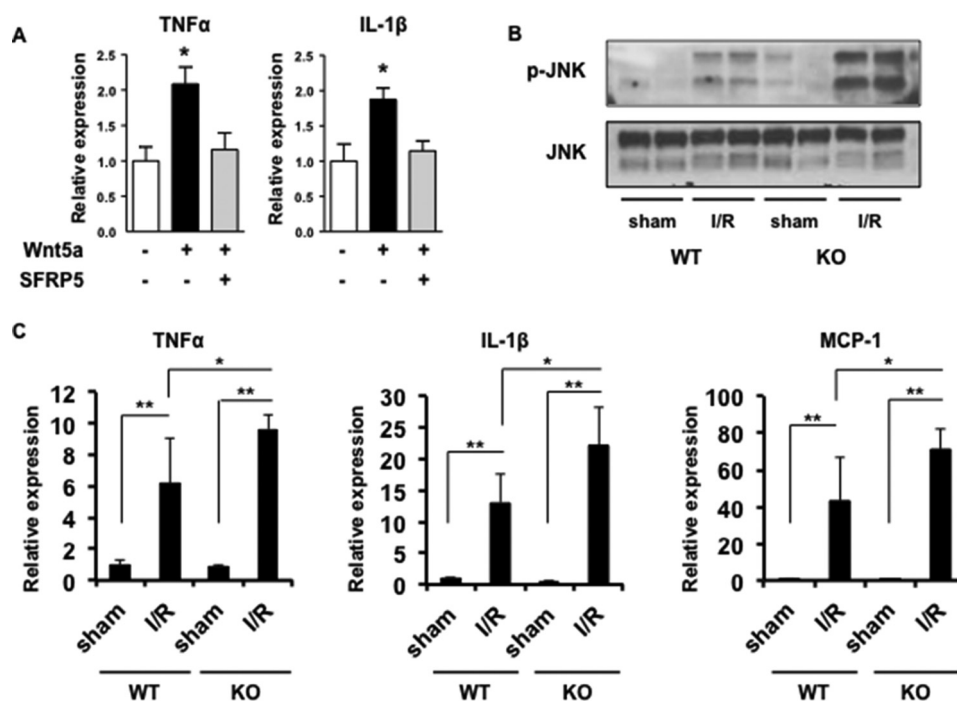 A
TNFα
IL-1β
Relative expression
2.5
2.0
1.5
1.0
0.5
0.0
*
Relative expression
2.5
2.0
1.5
1.0
0.5
0.0
*
Wnt5a - + + - + +
SFRP5 - - + - - +
B
p-JNK
JNK
sham I/R sham I/R
WT KO
C
TNFα
Relative expression
12
10
8
6
4
2
0
** ** *
sham I/R sham I/R
WT KO
IL-1β
Relative expression
30
25
20
15
10
5
0
** ** *
sham I/R sham I/R
WT KO
MCP-1
Relative expression
100
80
60
40
20
0
** ** *
sham I/R sham I/R
WT KO